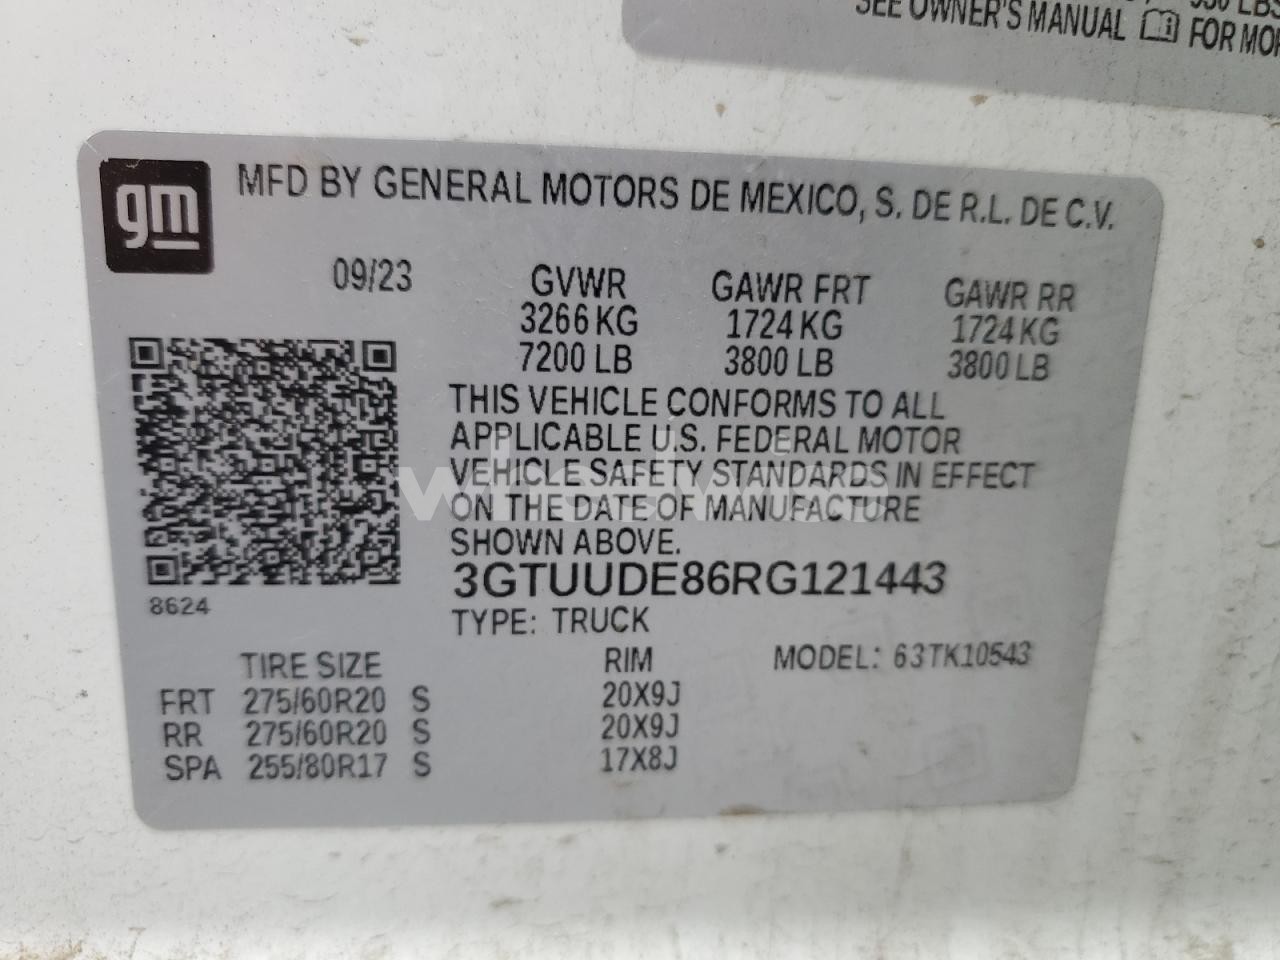 SEE OWNER'S MANUAL FOR MOR
gm
MFD BY GENERAL MOTORS DE MEXICO, S. DE R.L. DE C.V.
09/23 GVWR GAWR FRT GAWR RR
3266 KG 1724 KG 1724 KG
7200 LB 3800 LB 3800 LB
THIS VEHICLE CONFORMS TO ALL
APPLICABLE U.S. FEDERAL MOTOR
VEHICLE SAFETY STANDARDS IN EFFECT
ON THE DATE OF MANUFACTURE
SHOWN ABOVE.
3GTUUDE86RG121443
8624
TYPE: TRUCK
TIRE SIZE RIM MODEL: 63TK10543
FRT 275/60R20 S 20X9J
RR 275/60R20 S 20X9J
SPA 255/80R17 S 17X8J